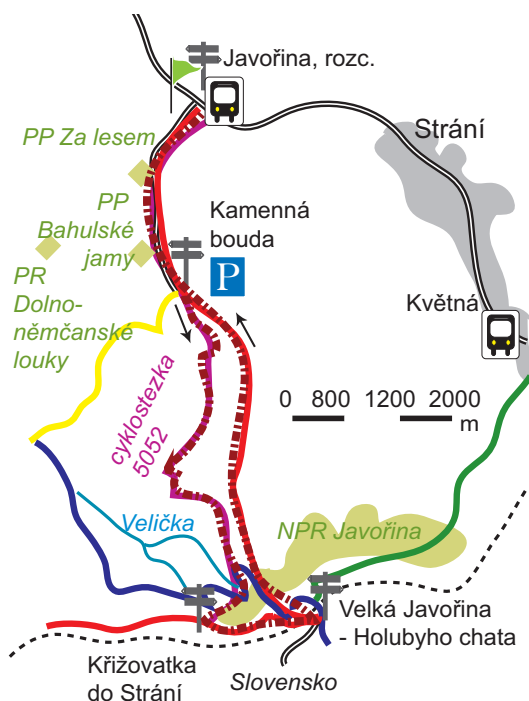 Javořina, rozc.
Strání
PP Za lesem
PP
Bahulské
jamy
Kamenná
bouda
P
PR
Dolno-
němčanské
louky
Květná
cyklostezka
5052
0 800 1200 2000
m
Velička
NPR Javořina
Velká Javořina
- Holubyho chata
Křižovatka
do Strání
Slovensko